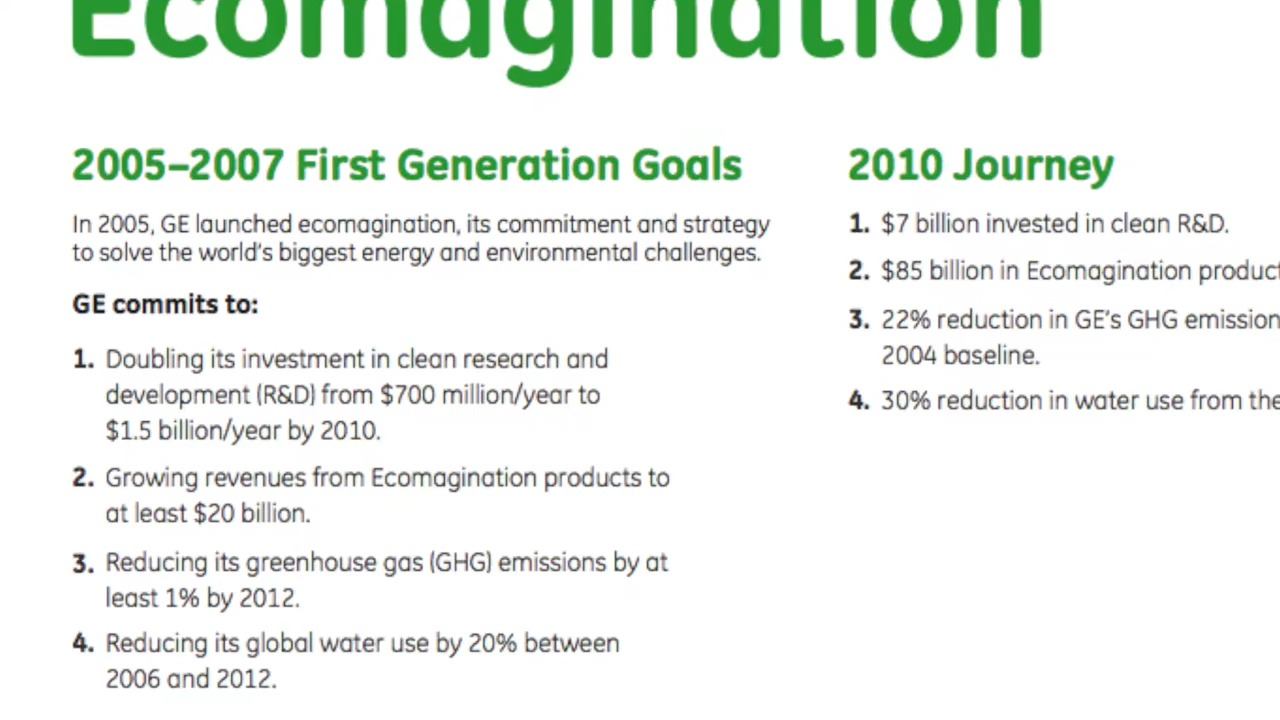 Ecomagination
2005–2007 First Generation Goals
In 2005, GE launched ecomagination, its commitment and strategy
to solve the world's biggest energy and environmental challenges.
GE commits to:
1. Doubling its investment in clean research and
development (R&D) from $700 million/year to
$1.5 billion/year by 2010.
2. Growing revenues from Ecomagination products to
at least $20 billion.
3. Reducing its greenhouse gas (GHG) emissions by at
least 1% by 2012.
4. Reducing its global water use by 20% between
2006 and 2012.
2010 Journey
1. $7 billion invested in clean R&D.
2. $85 billion in Ecomagination product
3. 22% reduction in GE's GHG emission
2004 baseline.
4. 30% reduction in water use from the